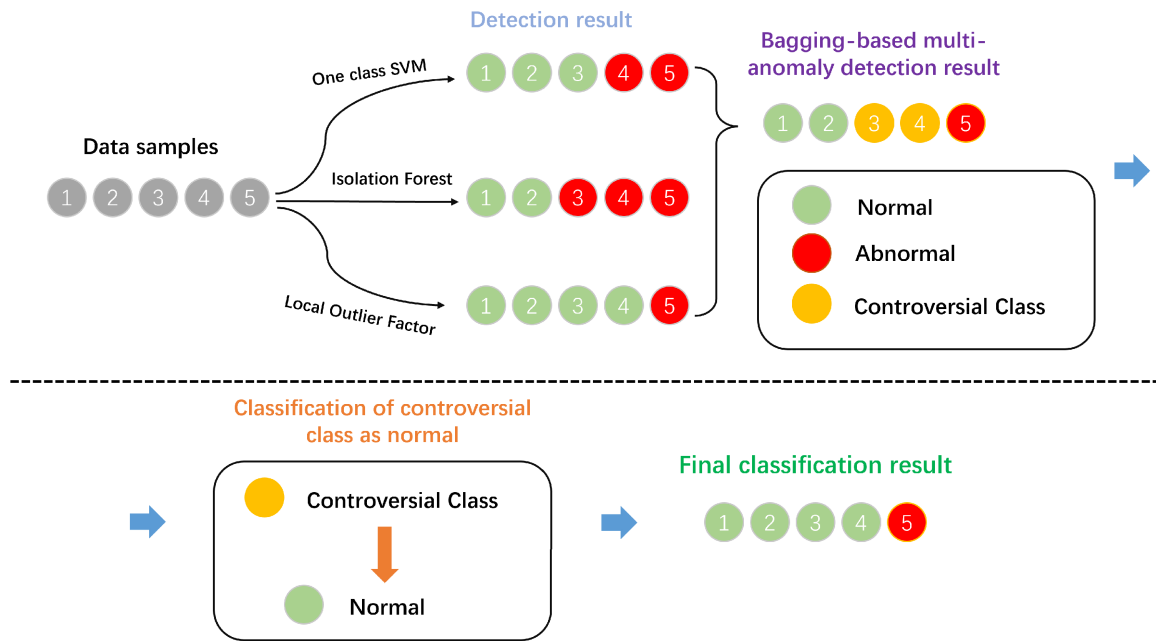 Detection result
One class SVM
1 2 3 4 5
Bagging-based multi-
anomaly detection result
1 2 3 4 5
Data samples
1 2 3 4 5
Isolation Forest
1 2 3 4 5
Normal
Abnormal
Controversial Class
Local Outlier Factor
1 2 3 4 5
Classification of controversial
class as normal
Controversial Class
Normal
Final classification result
1 2 3 4 5